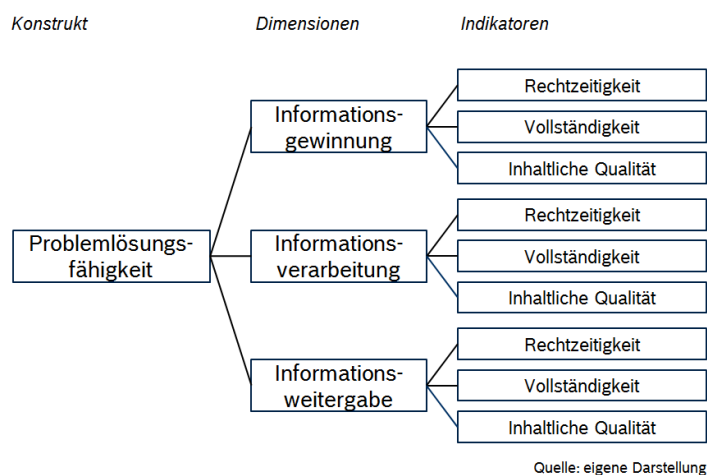 Konstrukt
Dimensionen
Indikatoren
Problemlösungs-
fähigkeit
Informations-
gewinnung
Rechtzeitigkeit
Vollständigkeit
Inhaltliche Qualität
Informations-
verarbeitung
Rechtzeitigkeit
Vollständigkeit
Inhaltliche Qualität
Informations-
weitergabe
Rechtzeitigkeit
Vollständigkeit
Inhaltliche Qualität
Quelle: eigene Darstellung